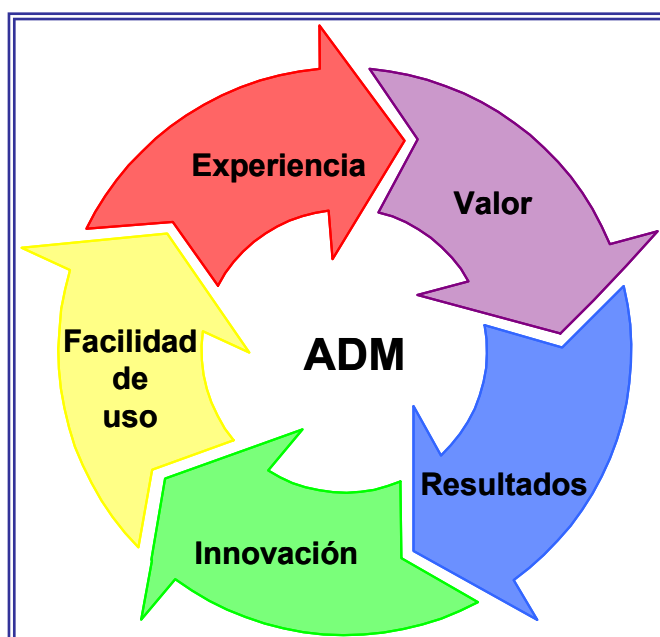 Experiencia
Valor
Facilidad
de
uso
ADM
Resultados
Innovación